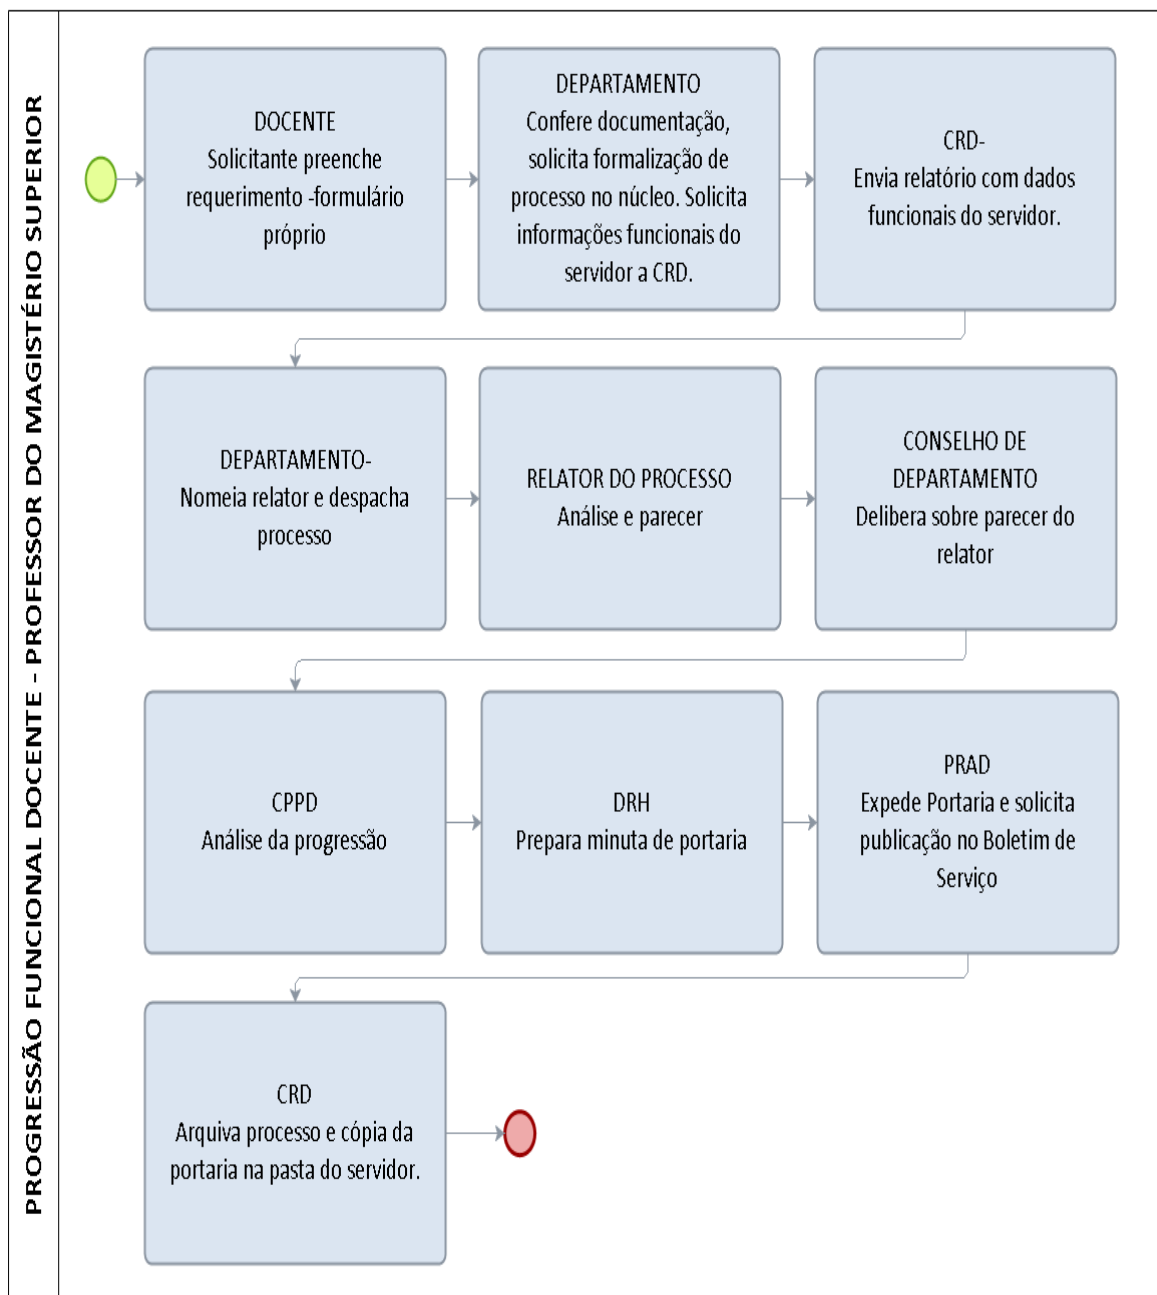 PROGRESSÃO FUNCIONAL DOCENTE - PROFESSOR DO MAGISTÉRIO SUPERIOR
DOCENTE
Solicitante preenche
requerimento -formulário
próprio
DEPARTAMENTO
Confere documentação,
solicita formalização de
processo no núcleo. Solicita
informações funcionais do
servidor a CRD.
CRD-
Envia relatório com dados
funcionais do servidor.
DEPARTAMENTO-
Nomeia relator e despacha
processo
RELATOR DO PROCESSO
Análise e parecer
CONSELHO DE
DEPARTAMENTO
Delibera sobre parecer do
relator
CPPD
Análise da progressão
DRH
Prepara minuta de portaria
PRAD
Expede Portaria e solicita
publicação no Boletim de
Serviço
CRD
Arquiva processo e cópia da
portaria na pasta do servidor.